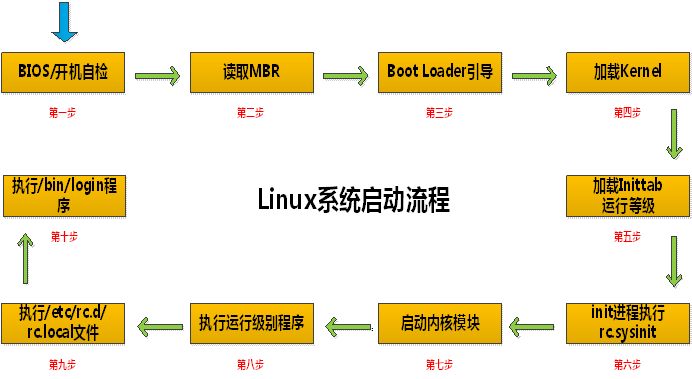 BIOS/开机自检
读取MBR
Boot Loader引导
加载Kernel
第一步
第二步
第三步
第四步
执行/bin/login程
序
Linux系统启动流程
加载Inittab
运行等级
第十步
第五步
执行/etc/rc.d/
rc.local文件
执行运行级别程序
启动内核模块
init进程执行
rc.sysinit
第九步
第八步
第七步
第六步